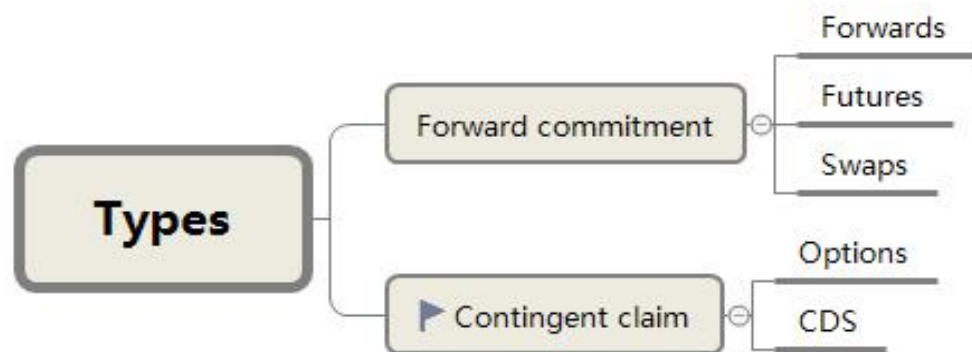 Types
Forward commitment
Forwards
Futures
Swaps
Contingent claim
Options
CDS